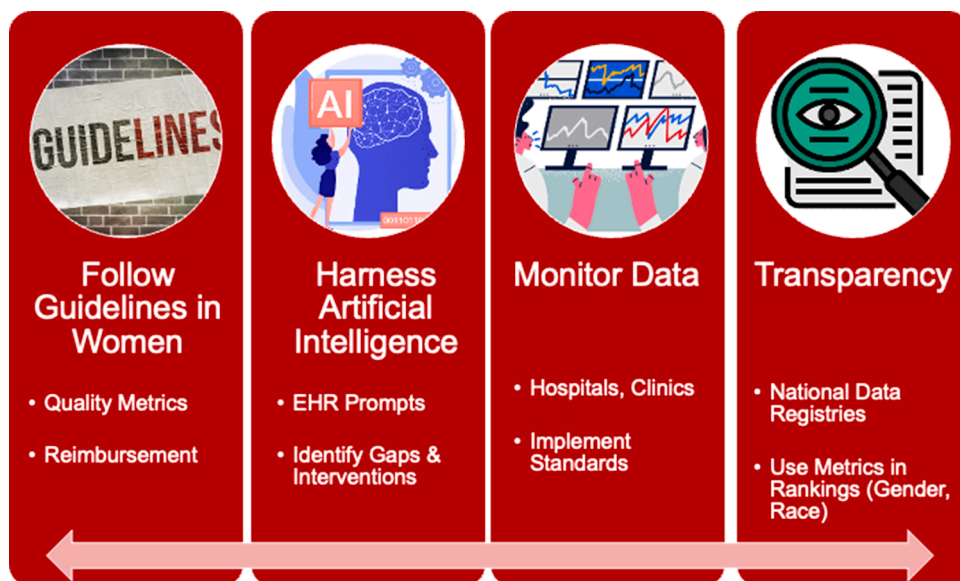 GUIDELINES
Follow
Guidelines in
Women
• Quality Metrics
• Reimbursement
AI
Harness
Artificial
Intelligence
• EHR Prompts
• Identify Gaps &
Interventions
Monitor Data
• Hospitals, Clinics
• Implement
Standards
Transparency
• National Data
Registries
• Use Metrics in
Rankings (Gender,
Race)